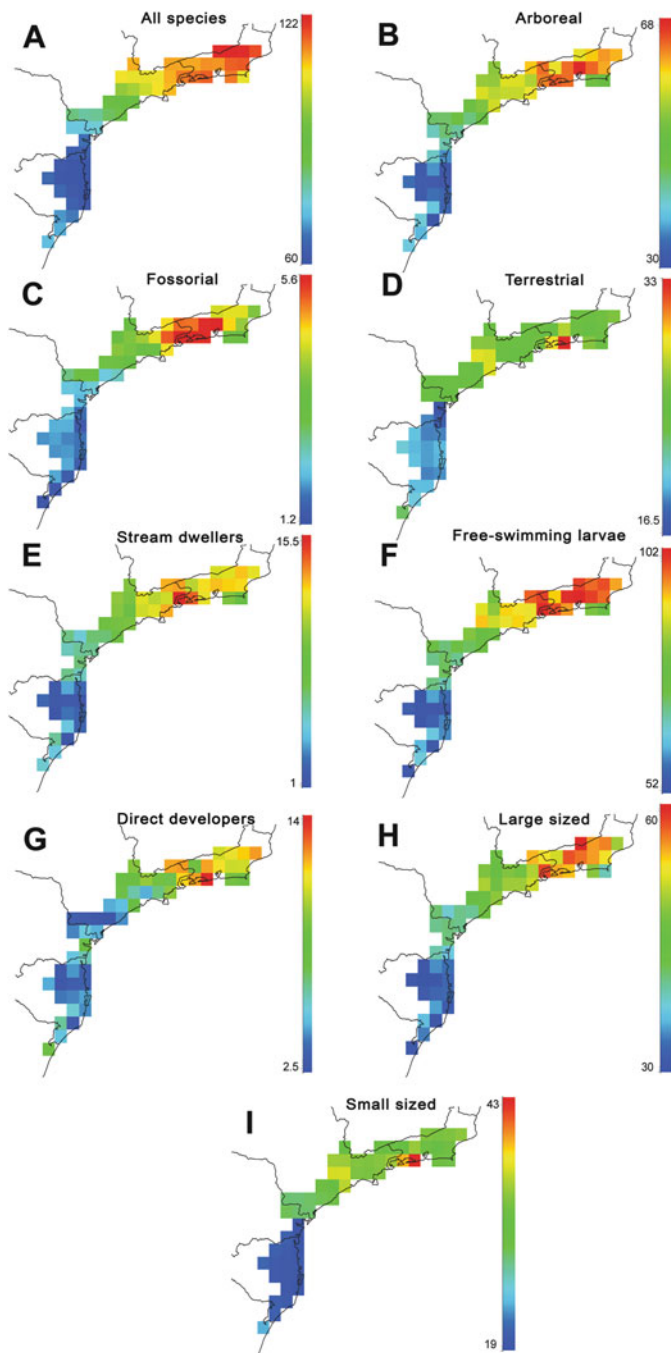 A All species 122
60
B Arboreal 68
30
C Fossorial 5.6
1.2
D Terrestrial 33
16.5
E Stream dwellers 15.5
1
F Free-swimming larvae 102
52
G Direct developers 14
2.5
H Large sized 60
30
I Small sized 43
19